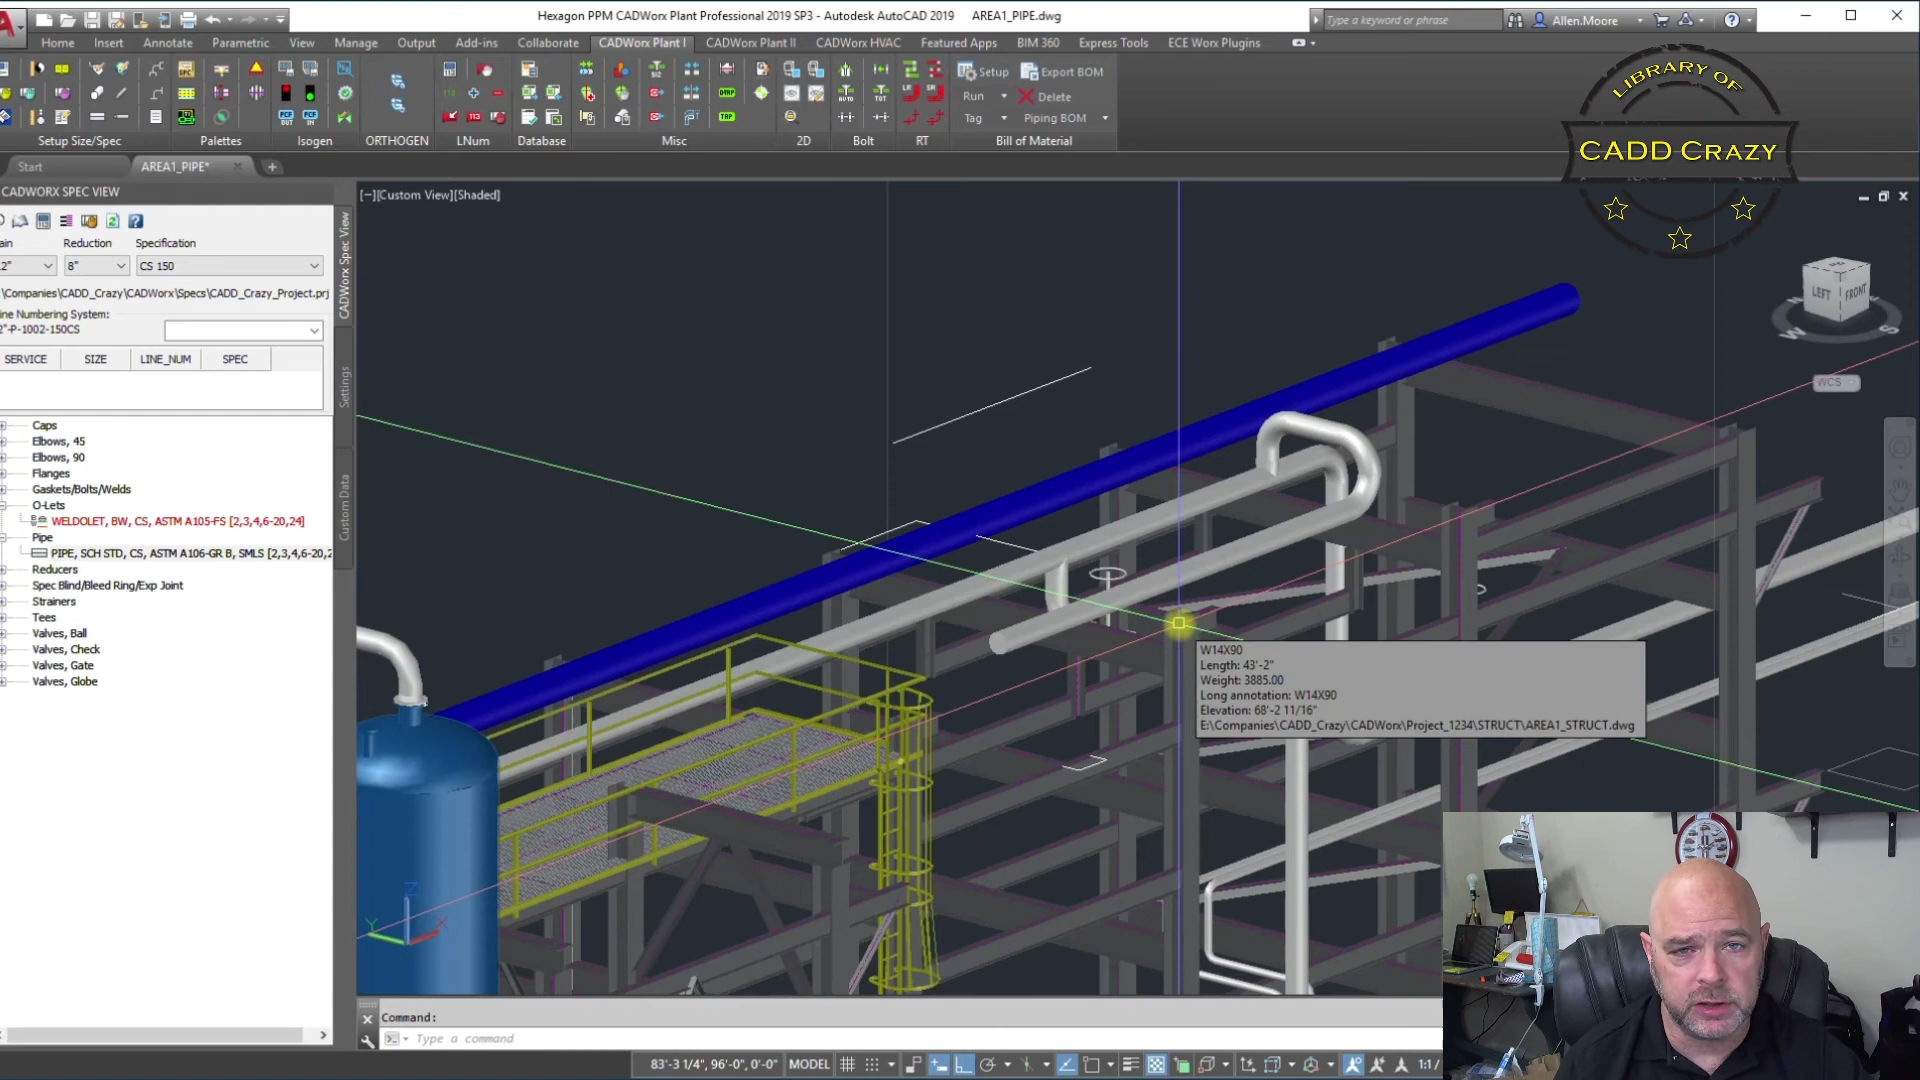 Hexagon PPM CADWorx Plant Professional 2019 SP3 - Autodesk AutoCAD 2019 AREA1_PIPE.dwg
Type a keyword or phrase
Allen.Moore
Home Insert Annotate Parametric View Manage Output Add-ins Collaborate CADWorx Plant I CADWorx Plant II CADWorx HVAC Featured Apps BIM 360 Express Tools ECE Worx Plugins
Setup Export BOM
Run Delete
Tag Piping BOM
Setup Size/Spec Palettes Isogen ORTHOGEN LNum Database Misc 2D Bolt RT Bill of Material
LIBRARY OF
CADD CRAZY
Start AREA1_PIPE*
CADWORX SPEC VIEW
[−][Custom View][Shaded]
ain Reduction Specification
2" 8" CS 150
\Companies\CADD_Crazy\CADWorx\Specs\CADD_Crazy_Project.prj
ine Numbering System:
2"-P-1002-150CS
SERVICE SIZE LINE_NUM SPEC
CADWorx Spec View
Settings
Custom Data
Caps
Elbows, 45
Elbows, 90
Flanges
Gaskets/Bolts/Welds
O-Lets
WELDOLET, BW, CS, ASTM A105-FS [2,3,4,6-20,24]
Pipe
PIPE, SCH STD, CS, ASTM A106-GR B, SMLS [2,3,4,6-20,2
Reducers
Spec Blind/Bleed Ring/Exp Joint
Strainers
Tees
Valves, Ball
Valves, Check
Valves, Gate
Valves, Globe
LEFT FRONT
W S
WCS
W14X90
Length: 43'-2"
Weight: 3885.00
Long annotation: W14X90
Elevation: 68'-2 11/16"
E:\Companies\CADD_Crazy\CADWorx\Project_1234\STRUCT\AREA1_STRUCT.dwg
Z
Y X
Command:
Type a command
83'-3 1/4", 96'-0", 0'-0" MODEL 1:1